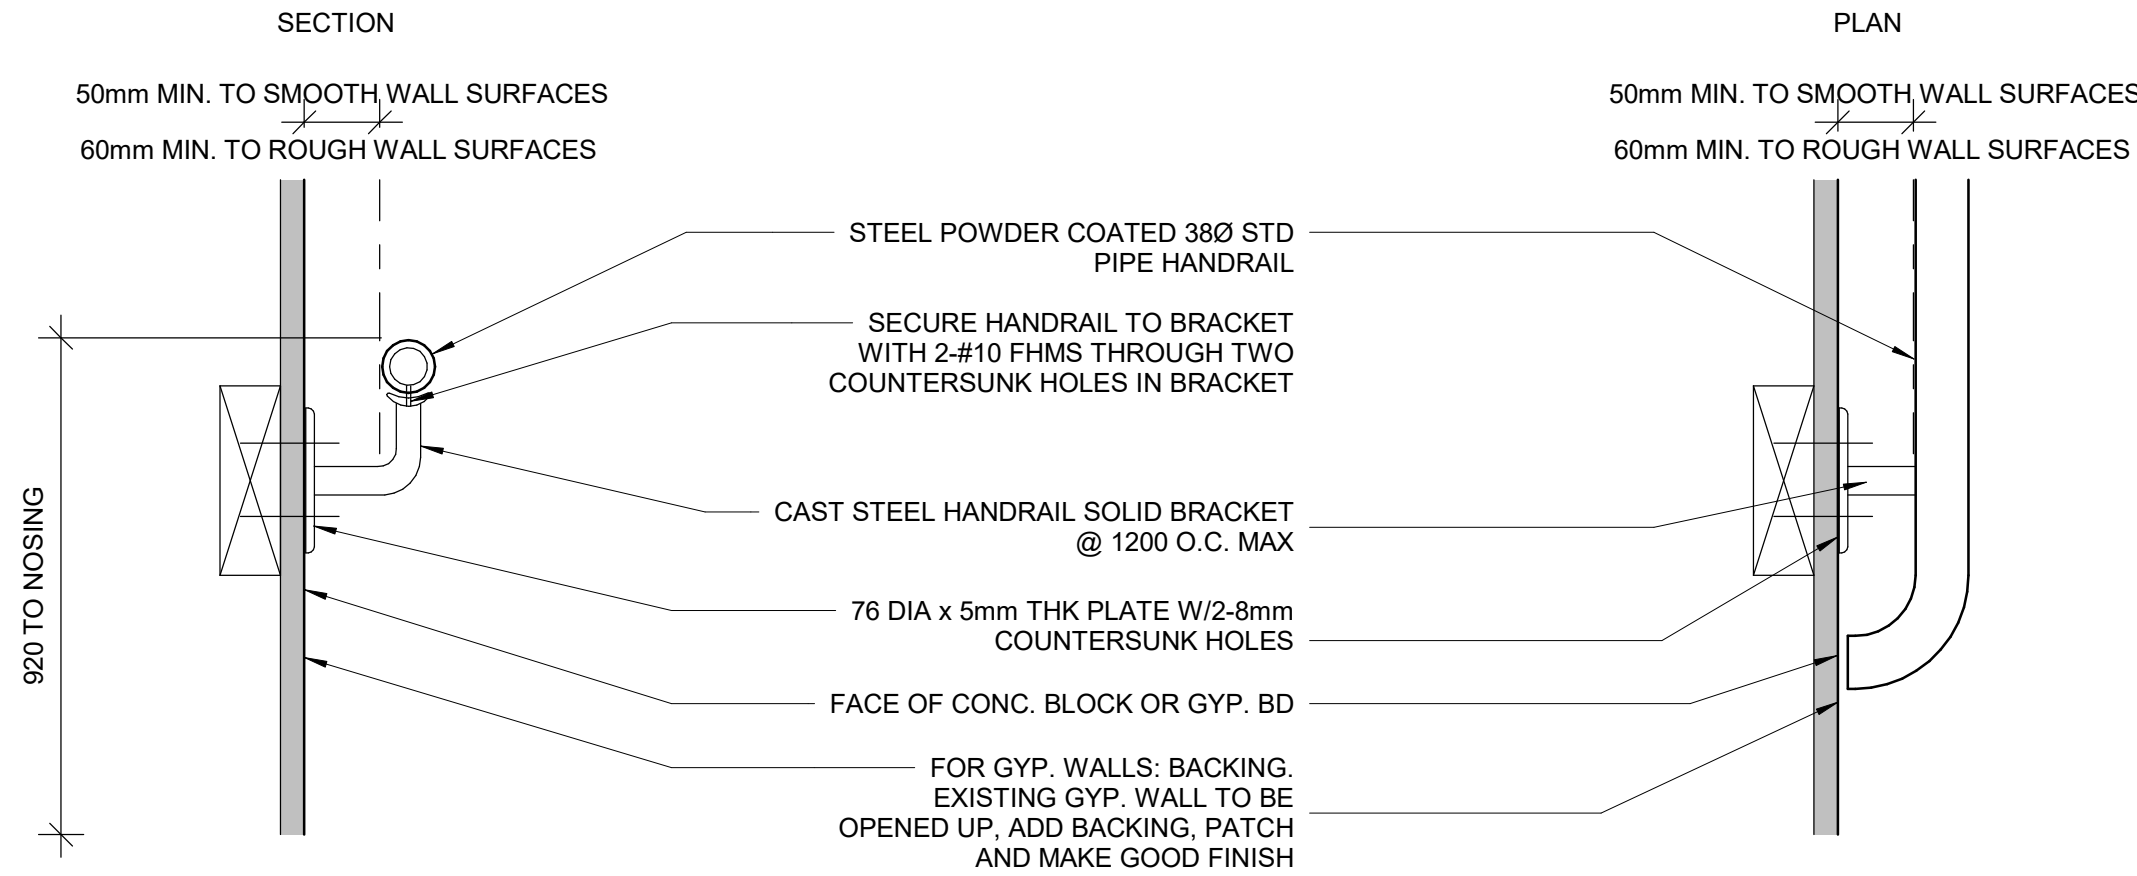 SECTION
PLAN
50mm MIN. TO SMOOTH WALL SURFACES
60mm MIN. TO ROUGH WALL SURFACES
50mm MIN. TO SMOOTH WALL SURFACES
60mm MIN. TO ROUGH WALL SURFACES
STEEL POWDER COATED 38Ø STD
PIPE HANDRAIL
SECURE HANDRAIL TO BRACKET
WITH 2-#10 FHMS THROUGH TWO
COUNTERSUNK HOLES IN BRACKET
CAST STEEL HANDRAIL SOLID BRACKET
@ 1200 O.C. MAX
76 DIA x 5mm THK PLATE W/2-8mm
COUNTERSUNK HOLES
FACE OF CONC. BLOCK OR GYP. BD
FOR GYP. WALLS: BACKING.
EXISTING GYP. WALL TO BE
OPENED UP, ADD BACKING, PATCH
AND MAKE GOOD FINISH
920 TO NOSING